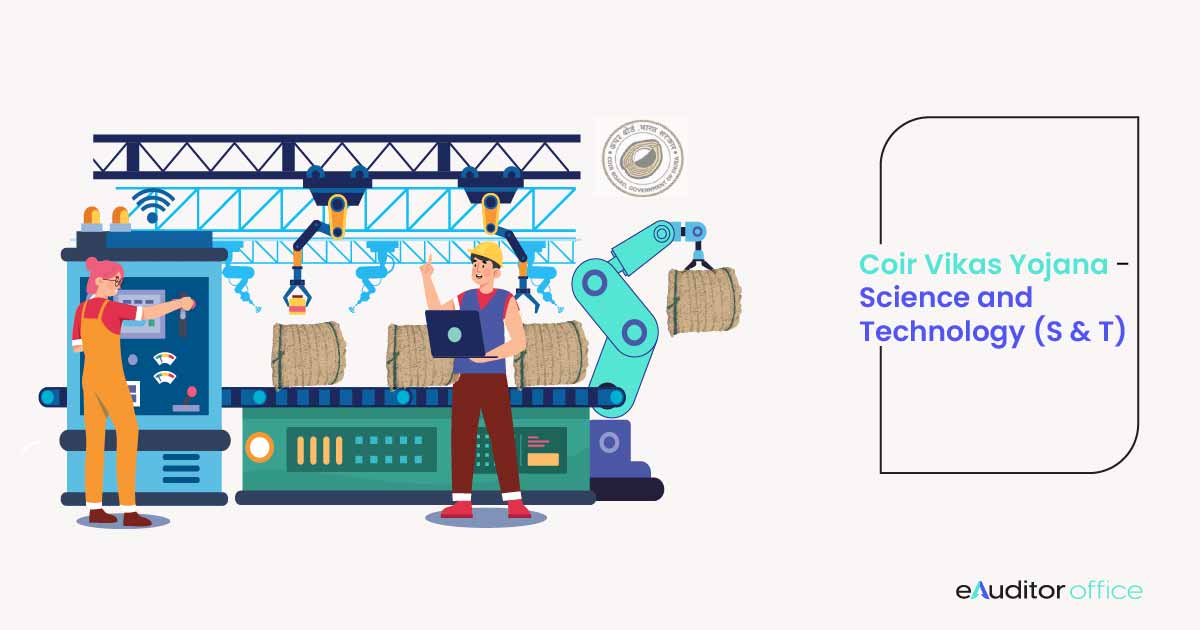 कयर बोर्ड, भारत सरकार
COIR BOARD, GOVERNMENT OF INDIA
Coir Vikas Yojana –
Science and
Technology (S & T)
eAuditor office